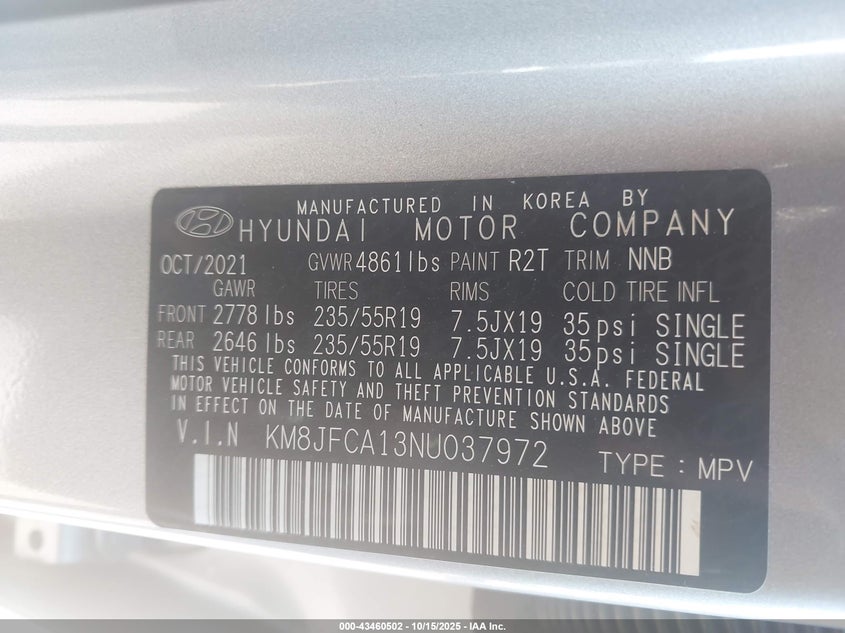 MANUFACTURED IN KOREA BY
HYUNDAI MOTOR COMPANY
OCT/2021 GVWR 4861lbs PAINT R2T TRIM NNB
GAWR TIRES RIMS COLD TIRE INFL
FRONT 2778 lbs 235/55R19 7.5JX19 35psi SINGLE
REAR 2646 lbs 235/55R19 7.5JX19 35psi SINGLE
THIS VEHICLE CONFORMS TO ALL APPLICABLE U.S.A. FEDERAL
MOTOR VEHICLE SAFETY AND THEFT PREVENTION STANDARDS
IN EFFECT ON THE DATE OF MANUFACTURE SHOWN ABOVE
V.I.N KM8JFCA13NU037972 TYPE : MPV
000-43460502 - 10/15/2025 - IAA Inc.